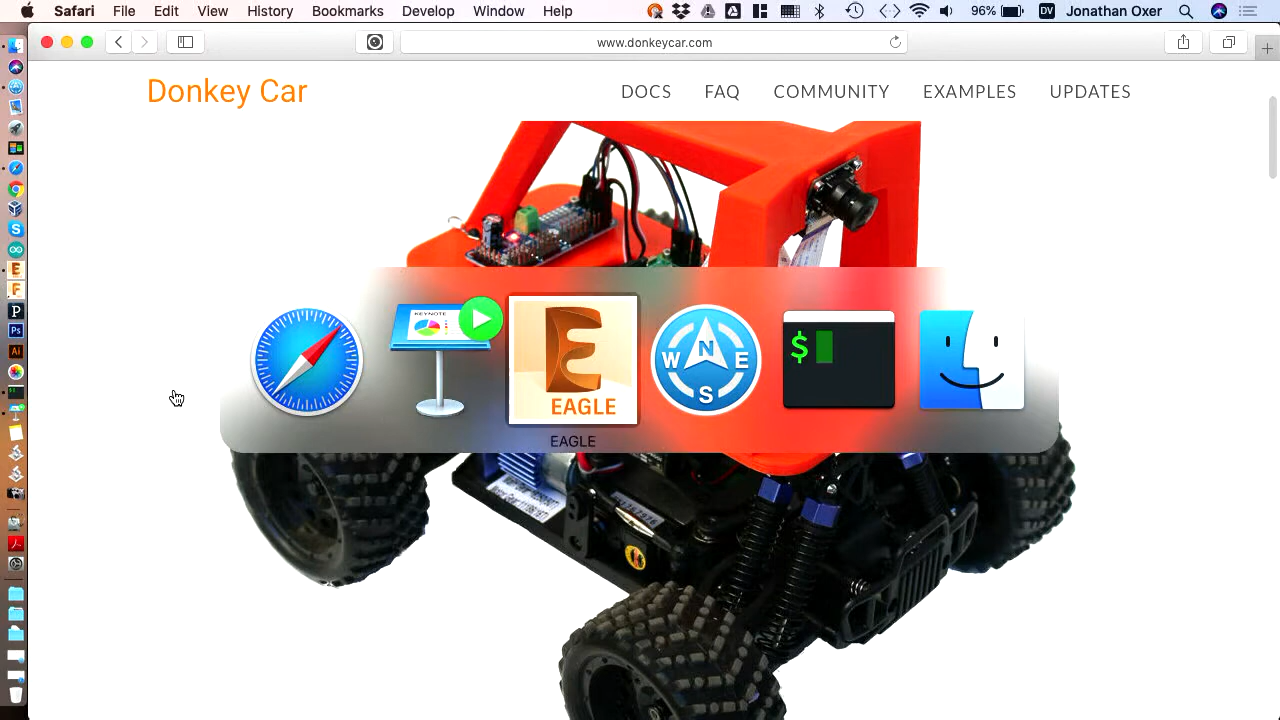 Safari File Edit View History Bookmarks Develop Window Help 96% DV Jonathan Oxer
www.donkeycar.com
Donkey Car DOCS FAQ COMMUNITY EXAMPLES UPDATES
KEYNOTE
W N E S
$
EAGLE
EAGLE